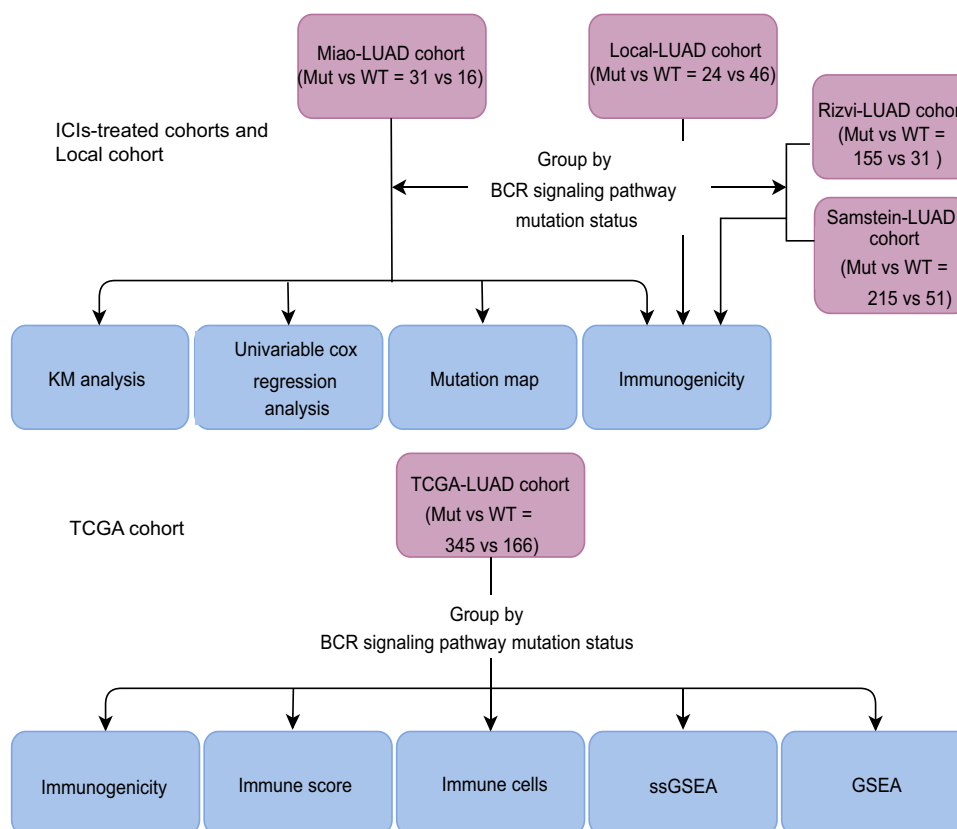 Miao-LUAD cohort
(Mut vs WT = 31 vs 16)
Local-LUAD cohort
(Mut vs WT = 24 vs 46)
Rizvi-LUAD cohor
(Mut vs WT =
155 vs 31 )
ICIs-treated cohorts and
Local cohort
Group by
BCR signaling pathway
mutation status
Samstein-LUAD
cohort
(Mut vs WT =
215 vs 51)
KM analysis
Univariable cox
regression
analysis
Mutation map
Immunogenicity
TCGA cohort
TCGA-LUAD cohort
(Mut vs WT =
345 vs 166)
Group by
BCR signaling pathway mutation status
Immunogenicity
Immune score
Immune cells
ssGSEA
GSEA